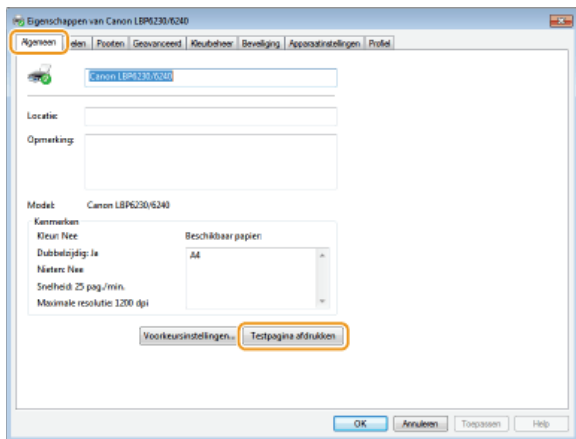 Eigenschappen van Canon LBP6230/6240
Algemeen elen Pooten Geavanceerd Kleurbeheer Beveiliging Apparaatinstellingen Profiel
Canon LBP6230/6240
Locatie:
Opmerking:
Model: Canon LBP6230/6240
Kenmerken
Kleur: Nee Beschikbaar papier:
Dubbelzijdig: Ja A4
Nieten: Nee
Snelheid: 25 pag./min.
Maximale resolutie: 1200 dpi
Voorkeursinstellingen... Testpagina afdrukken
OK Annuleren Toepassen Help